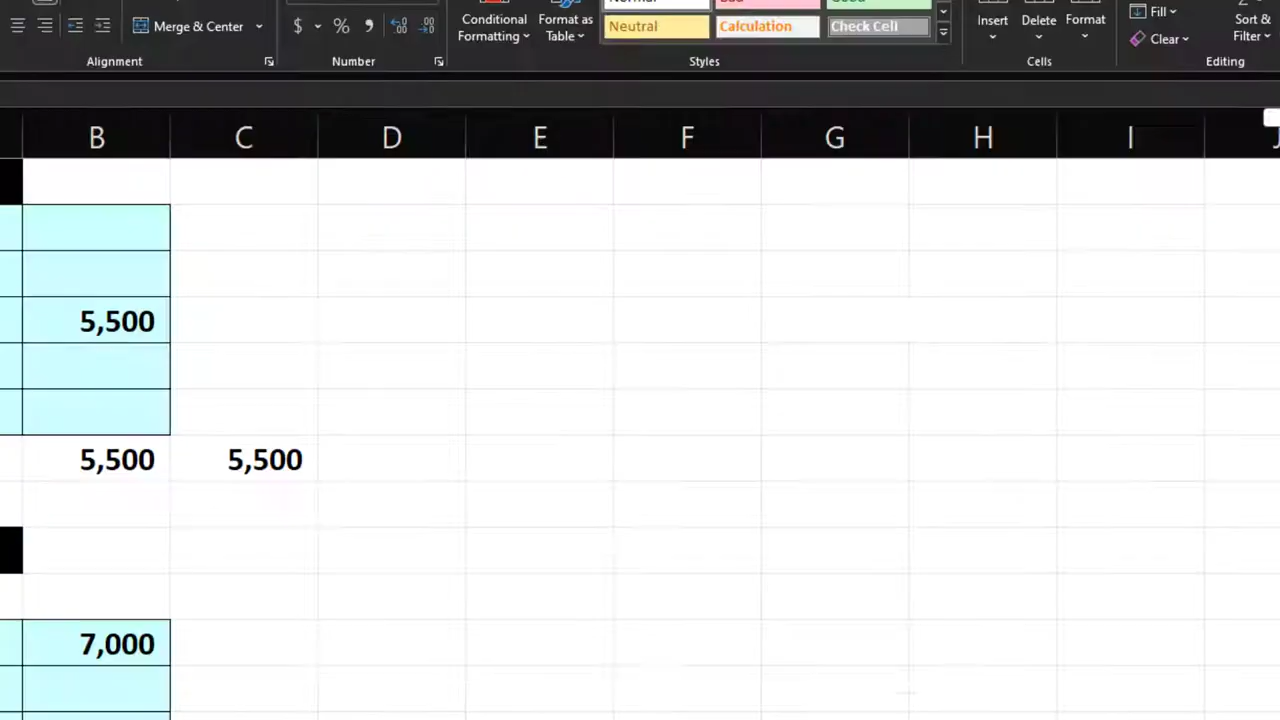 Merge & Center
$ % 9
Conditional
Formatting
Format as
Table
Neutral
Calculation
Check Cell
Insert
Delete
Format
Fill
Clear
Sort &
Filter
Alignment
Number
Styles
Cells
Editing
B C D E F G H I
5,500
5,500 5,500
7,000